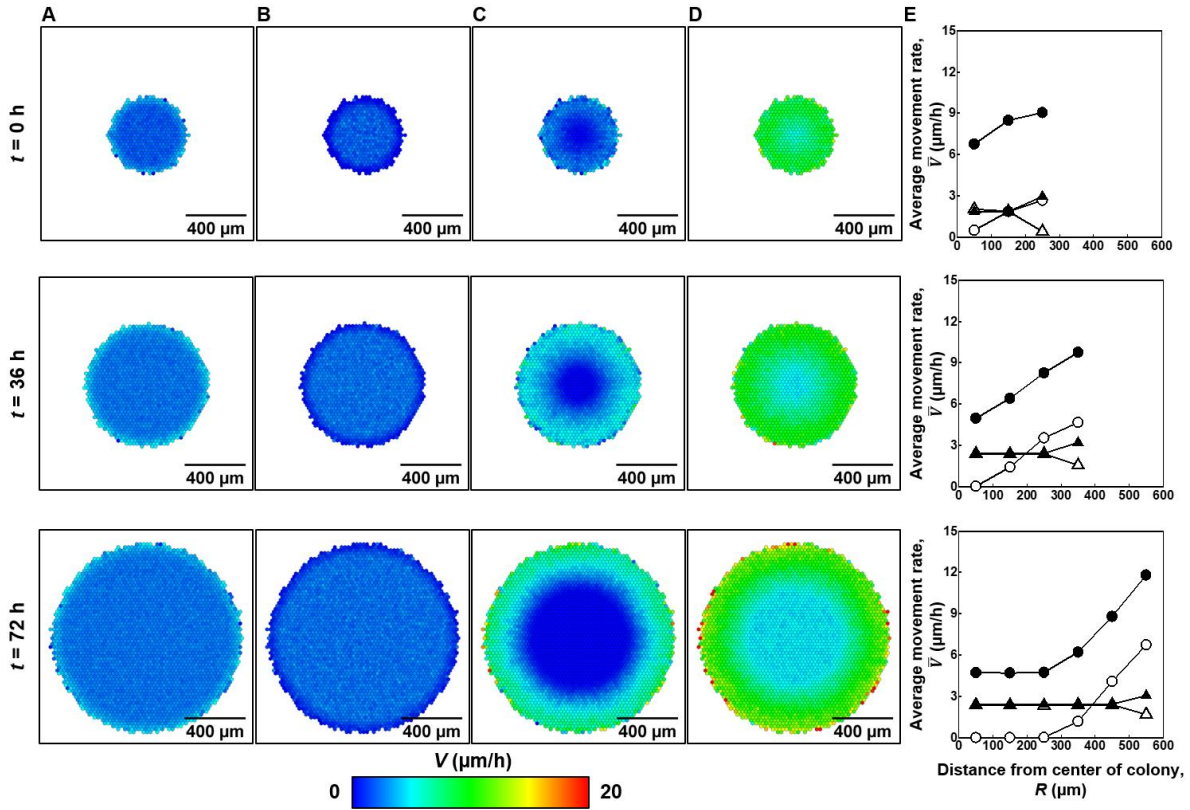 A B C D E
t = 0 h
400 µm 400 µm 400 µm 400 µm
Average movement rate,
V̅ (µm/h)
15
12
9
6
3
0
0 100 200 300 400 500 600
t = 36 h
400 µm 400 µm 400 µm 400 µm
Average movement rate,
V̅ (µm/h)
15
12
9
6
3
0
0 100 200 300 400 500 600
t = 72 h
400 µm 400 µm 400 µm 400 µm
Average movement rate,
V̅ (µm/h)
15
12
9
6
3
0
0 100 200 300 400 500 600
V (µm/h)
0 20
Distance from center of colony,
R (µm)